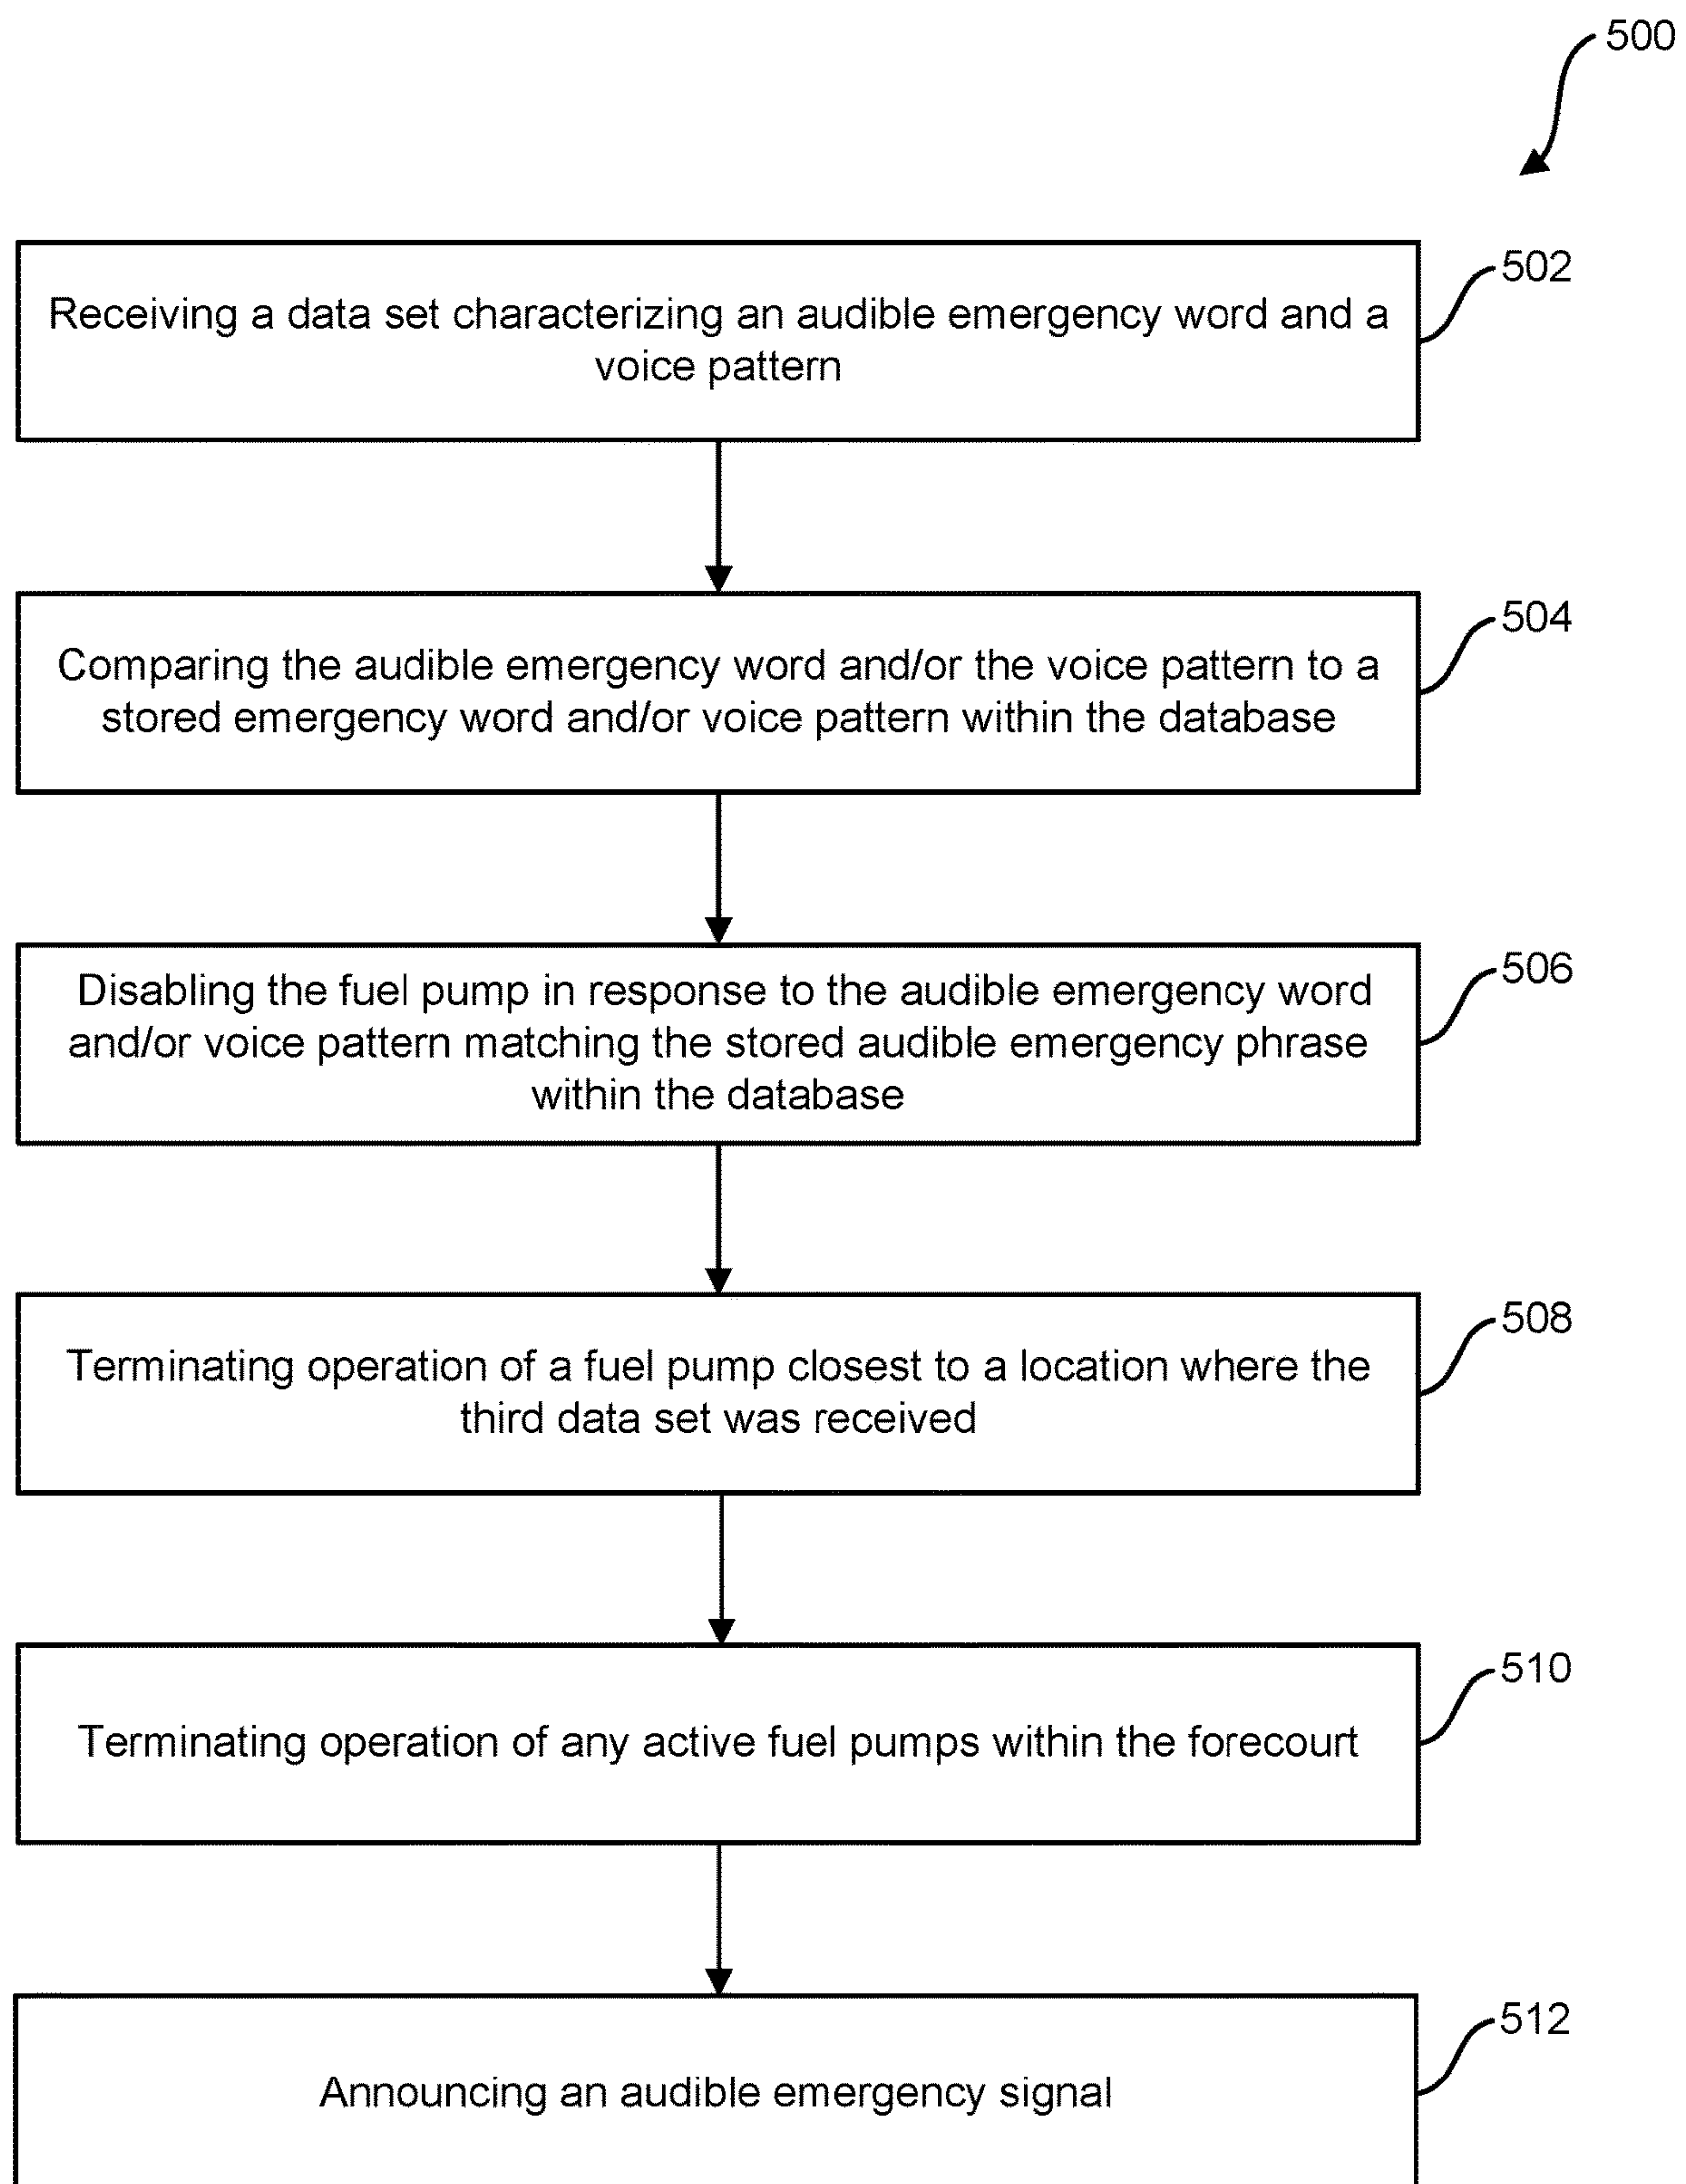 500
Receiving a data set characterizing an audible emergency word and a
voice pattern
502
Comparing the audible emergency word and/or the voice pattern to a
stored emergency word and/or voice pattern within the database
504
Disabling the fuel pump in response to the audible emergency word
and/or voice pattern matching the stored audible emergency phrase
within the database
506
Terminating operation of a fuel pump closest to a location where the
third data set was received
508
Terminating operation of any active fuel pumps within the forecourt
510
Announcing an audible emergency signal
512